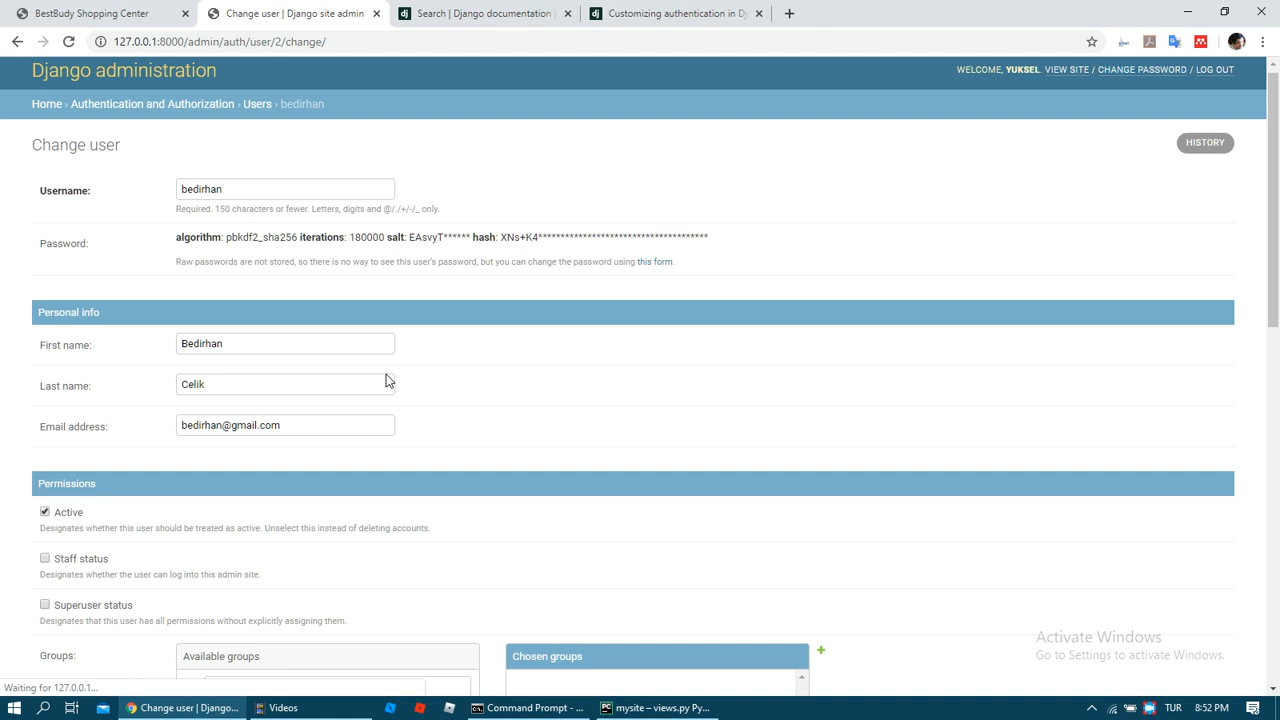 BestBudy Shopping Center
Change user | Django site admin
Search | Django documentation |
Customizing authentication in Dj
127.0.0.1:8000/admin/auth/user/2/change/
Django administration
WELCOME, YUKSEL. VIEW SITE / CHANGE PASSWORD / LOG OUT
Home › Authentication and Authorization › Users › bedirhan
Change user
HISTORY
Username:
bedirhan
Required. 150 characters or fewer. Letters, digits and @/./+/-/_ only.
Password:
algorithm: pbkdf2_sha256 iterations: 180000 salt: EAsvyT****** hash: XNs+K4**************************************
Raw passwords are not stored, so there is no way to see this user's password, but you can change the password using this form.
Personal info
First name:
Bedirhan
Last name:
Celik
Email address:
bedirhan@gmail.com
Permissions
Active
Designates whether this user should be treated as active. Unselect this instead of deleting accounts.
Staff status
Designates whether the user can log into this admin site.
Superuser status
Designates that this user has all permissions without explicitly assigning them.
Groups:
Available groups
Chosen groups
Activate Windows
Go to Settings to activate Windows.
Waiting for 127.0.0.1...
Change user | Django...
Videos
Command Prompt - ...
mysite – views.py Py...
TUR
8:52 PM